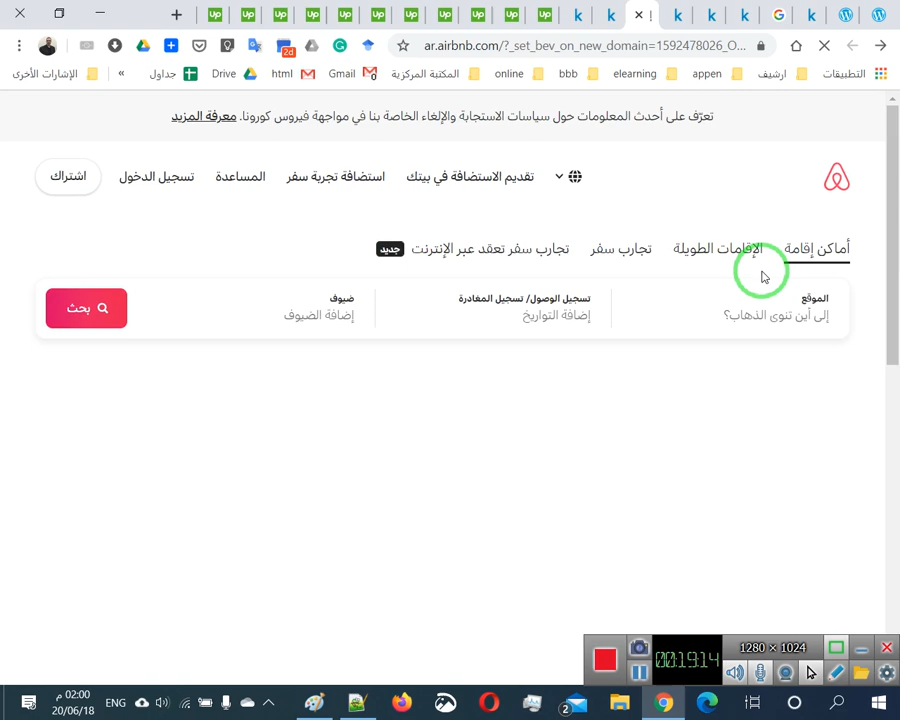 ar.airbnb.com/?_set_bev_on_new_domain=1592478026_O...
التطبيقات
ارشيف
appen
elearning
bbb
online
المكتبة المركزية
Gmail
html
Drive
جداول
»
الإشارات الأخرى
تعرّف على أحدث المعلومات حول سياسات الاستجابة والإلغاء الخاصة بنا في مواجهة فيروس كورونا. معرفة المزيد
تقديم الاستضافة في بيتك
استضافة تجربة سفر
المساعدة
تسجيل الدخول
اشتراك
أماكن إقامة
الإقامات الطويلة
تجارب سفر
تجارب سفر تعقد عبر الإنترنت
جديد
الموقع
إلى أين تنوي الذهاب؟
تسجيل الوصول/ تسجيل المغادرة
إضافة التواريخ
ضيوف
إضافة الضيوف
بحث
1280 × 1024
00:19:14
2d
2
ENG
02:00 م
20/06/18